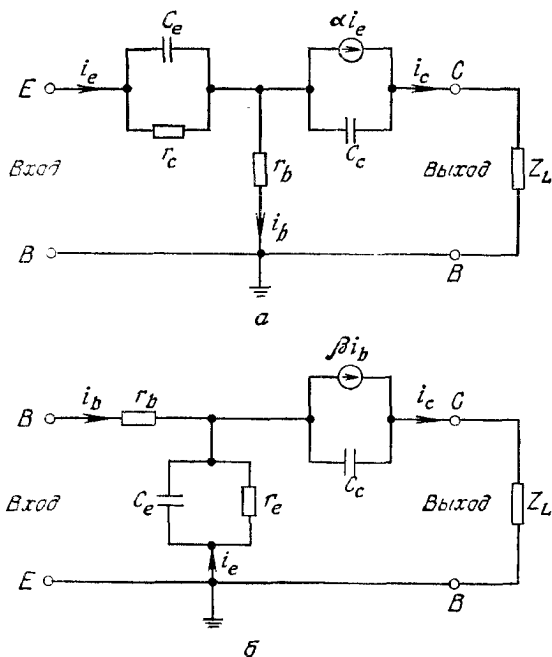 C_e
αi_e
E
i_e
i_c
C
r_c
C_c
Вход
r_b
Выход
Z_L
i_b
B
B
а
βi_b
B
i_b
r_b
i_c
C
C_c
Вход
C_e
r_e
Выход
Z_L
i_e
E
B
б